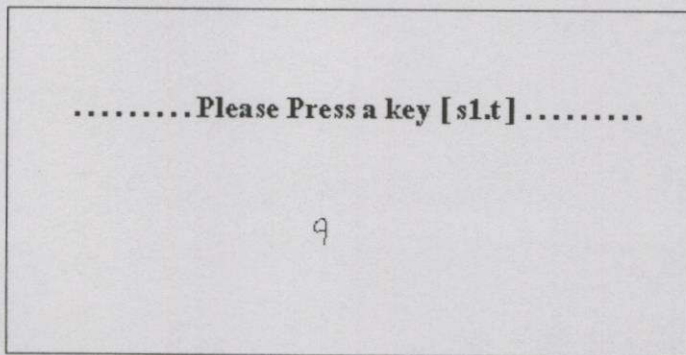 .........Please Press a key [ s1.t ] .........
9